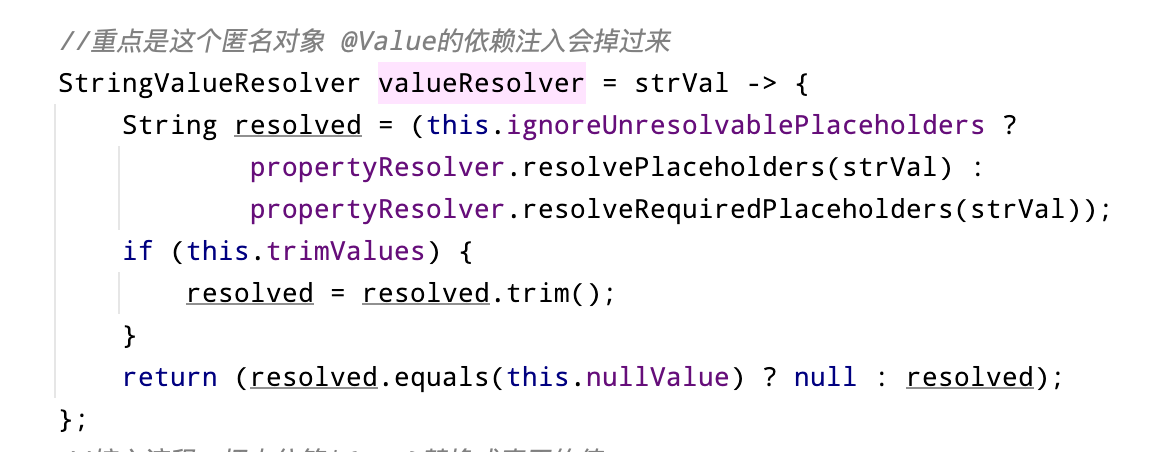 //重点是这个匿名对象 @Value的依赖注入会掉过来
StringValueResolver valueResolver = strVal -> {
String resolved = (this.ignoreUnresolvablePlaceholders ?
propertyResolver.resolvePlaceholders(strVal) :
propertyResolver.resolveRequiredPlaceholders(strVal));
if (this.trimValues) {
resolved = resolved.trim();
}
return (resolved.equals(this.nullValue) ? null : resolved);
};